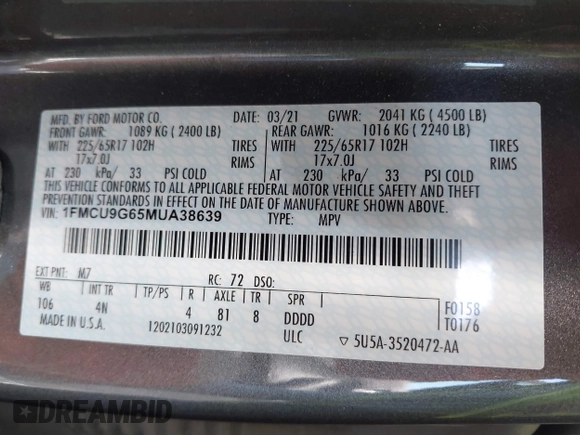 MFD. BY FORD MOTOR CO. 03/21 GVWR: 2041 KG (4500 LB)
FRONT GAWR: 1089 KG (2400 LB) REAR GAWR: 1016 KG (2240 LB)
WITH 225/65R17 102H TIRES WITH 225/65R17 102H TIRES
17x7.0J RIMS 17x7.0J RIMS
AT 230 kPa/ 33 PSI COLD AT 230 kPa/ 33 PSI COLD
THIS VEHICLE CONFORMS TO ALL APPLICABLE FEDERAL MOTOR VEHICLE SAFETY AND THEFT
PREVENTION STANDARDS IN EFFECT ON THE DATE OF MANUFACTURE SHOWN ABOVE.
VIN: 1FMCU9G65MUA38639 TYPE: MPV
EXT PNT: M7 RC: 72 DSO:
WB INT TR TP/PS R AXLE TR SPR F0158
106 4N 4 81 8 DDDD T0176
MADE IN U.S.A. 1202103091232 ULC ▽ 5U5A-3520472-AA
DREAMBID